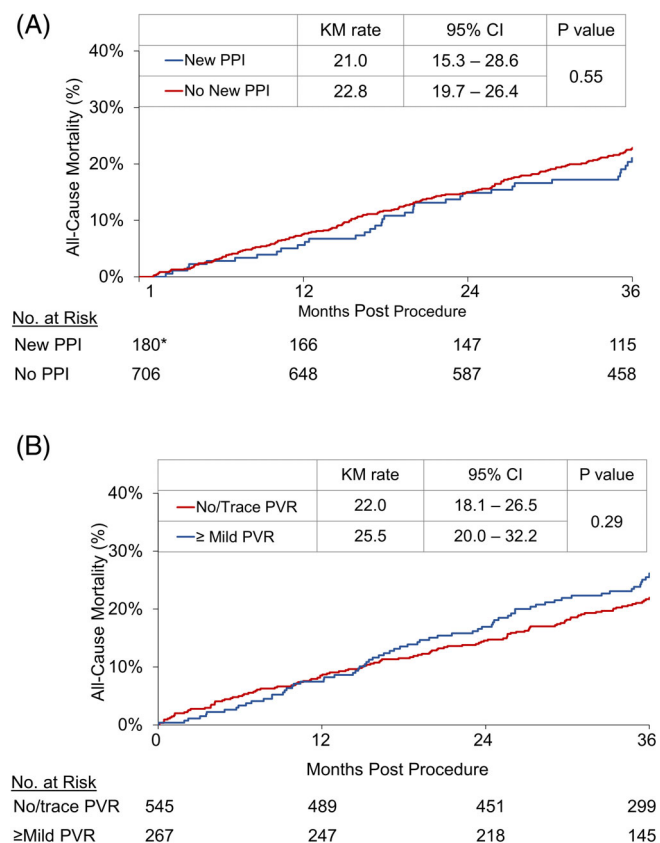 (A)
KM rate 95% CI P value
New PPI 21.0 15.3 – 28.6 0.55
No New PPI 22.8 19.7 – 26.4
All-Cause Mortality (%)
40%
30%
20%
10%
0%
1 12 24 36
Months Post Procedure
No. at Risk
New PPI 180* 166 147 115
No PPI 706 648 587 458
(B)
KM rate 95% CI P value
No/Trace PVR 22.0 18.1 – 26.5 0.29
≥ Mild PVR 25.5 20.0 – 32.2
All-Cause Mortality (%)
40%
30%
20%
10%
0%
0 12 24 36
Months Post Procedure
No. at Risk
No/trace PVR 545 489 451 299
≥Mild PVR 267 247 218 145